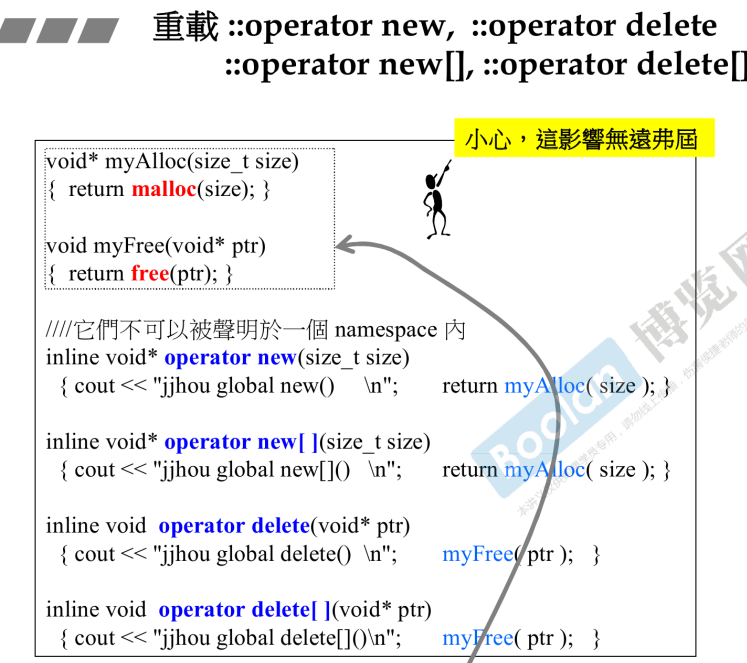 重載 ::operator new, ::operator delete
::operator new[], ::operator delete[]
小心，這影響無遠弗屆
void* myAlloc(size_t size)
{ return malloc(size); }
void myFree(void* ptr)
{ return free(ptr); }
////它們不可以被聲明於一個 namespace 內
inline void* operator new(size_t size)
{ cout << "jjhou global new() \n"; return myAlloc( size ); }
inline void* operator new[ ](size_t size)
{ cout << "jjhou global new[]() \n"; return myAlloc( size ); }
inline void operator delete(void* ptr)
{ cout << "jjhou global delete() \n"; myFree( ptr ); }
inline void operator delete[ ](void* ptr)
{ cout << "jjhou global delete[]()\n"; myFree( ptr ); }
Boolan
博览网